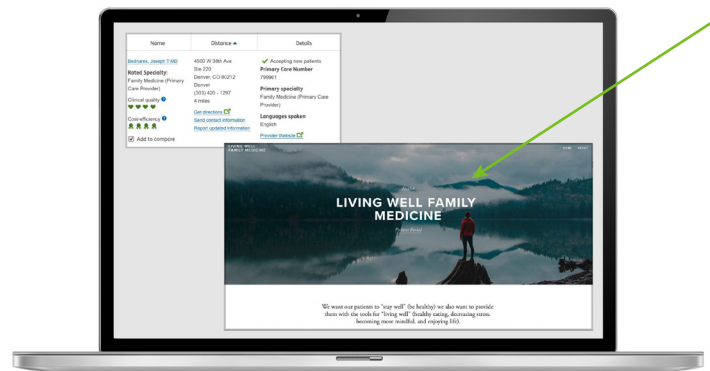 Name
Distance
Details
Bednarek, Joseph T MD
Rated Specialty:
Family Medicine (Primary
Care Provider)
Clinical quality
Cost-efficiency
Add to compare
4500 W 38th Ave
Ste 220
Denver, CO 80212
Denver
(303) 420 - 1297
4 miles
Get directions
Send contact information
Report updated information
Accepting new patients
Primary Care Number
799961
Primary specialty
Family Medicine (Primary Care
Provider)
Languages spoken
English
Provider Website
LIVING WELL
FAMILY MEDICINE
HOME
ABOUT
LIVING WELL FAMILY
MEDICINE
We want our patients to "stay well" (be healthy) we also want to provide
them with the tools for "living well" (healthy eating, decreasing stress,
becoming more mindful, and enjoying life).